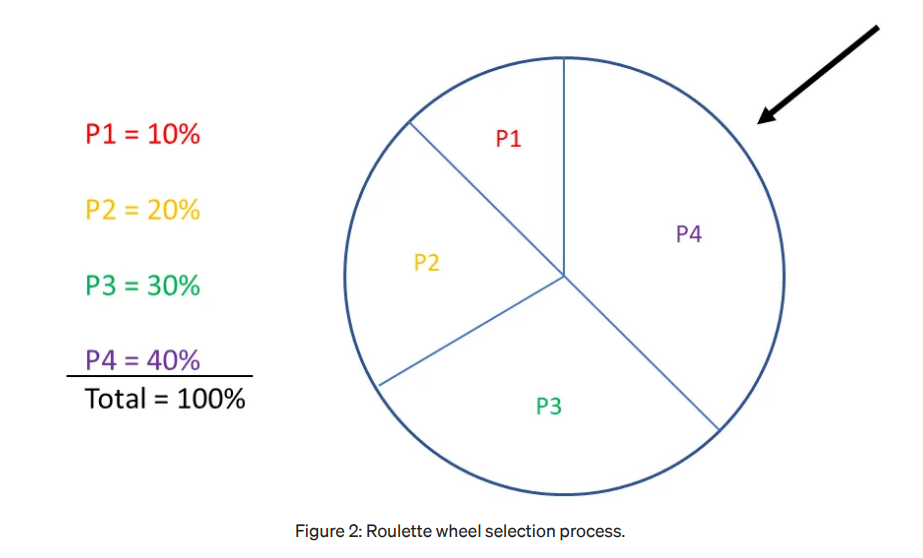 P1 = 10%
P2 = 20%
P3 = 30%
P4 = 40%
Total = 100%
P1
P4
P2
P3
Figure 2: Roulette wheel selection process.